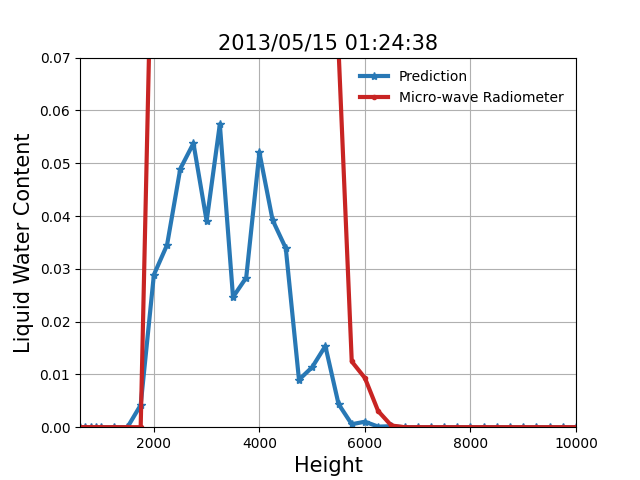 2013/05/15 01:24:38
Prediction
Micro-wave Radiometer
Liquid Water Content
0.07
0.06
0.05
0.04
0.03
0.02
0.01
0.00
2000 4000 6000 8000 10000
Height